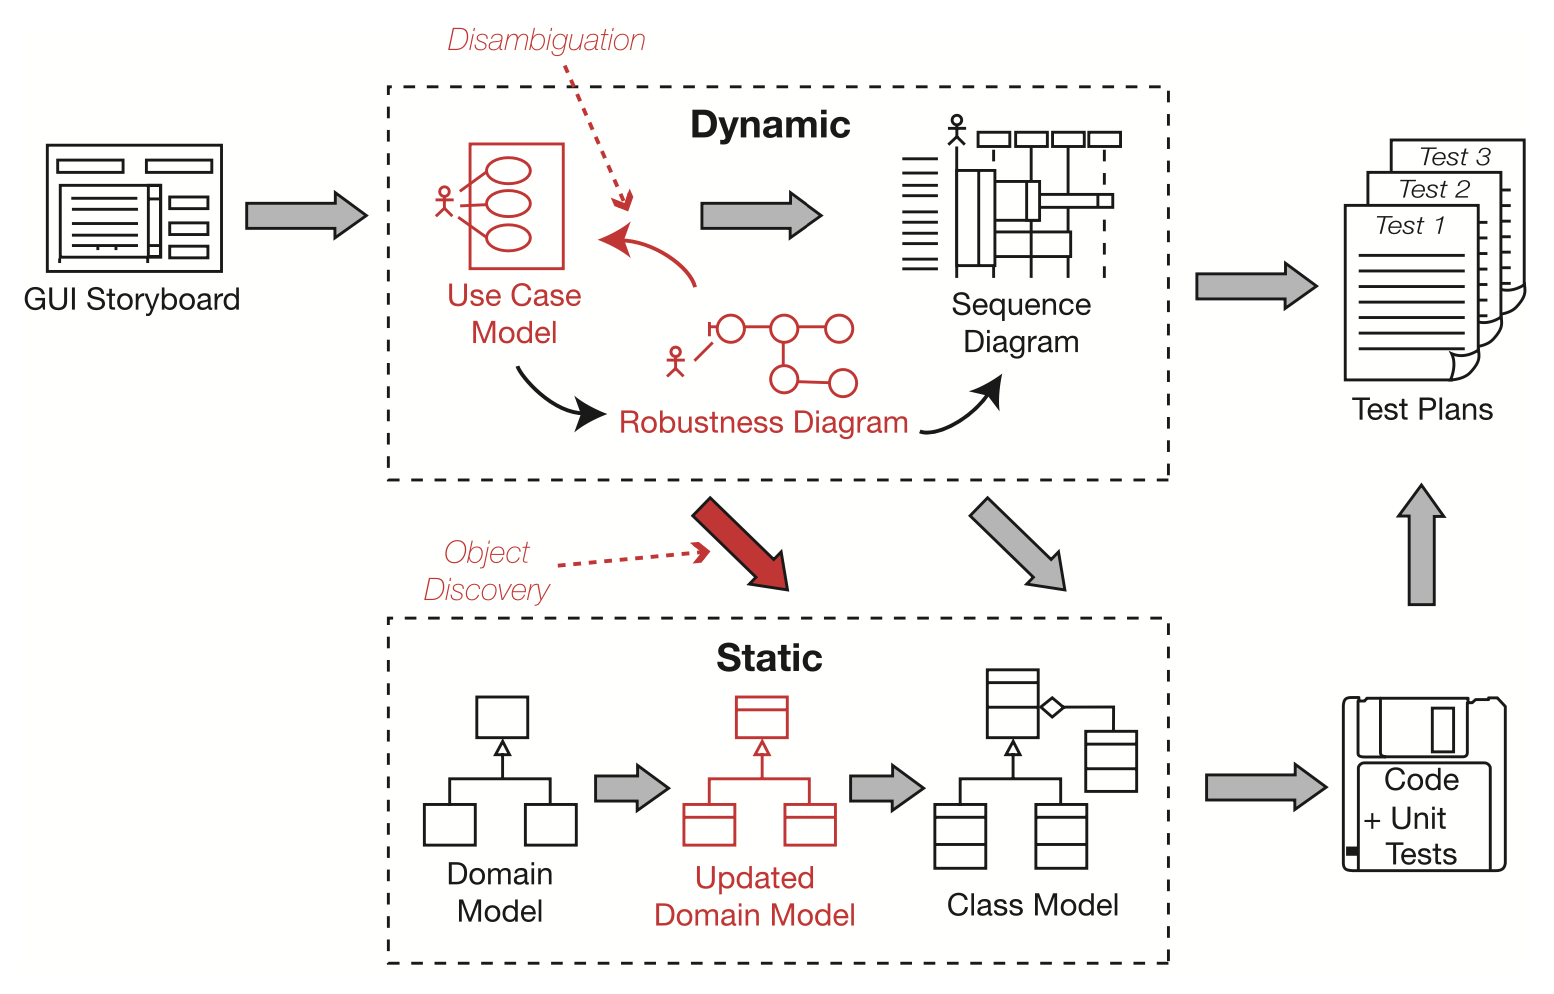 Disambiguation
Dynamic
GUI Storyboard
Use Case
Model
Robustness Diagram
Sequence
Diagram
Test 3
Test 2
Test 1
Test Plans
Object
Discovery
Static
Domain
Model
Updated
Domain Model
Class Model
Code
+ Unit
Tests